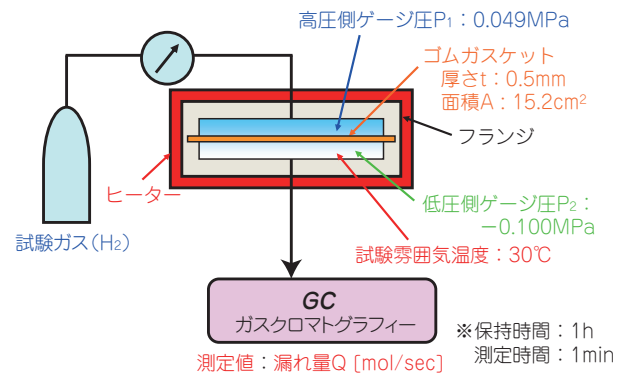 高圧側ゲージ圧P1：0.049MPa
ゴムガスケット
厚さt：0.5mm
面積A：15.2cm2
フランジ
ヒーター
低圧側ゲージ圧P2：
－0.100MPa
試験ガス（H2）
試験雰囲気温度：30℃
GC
ガスクロマトグラフィー
※保持時間：1h
測定時間：1min
測定値：漏れ量Q [mol/sec]